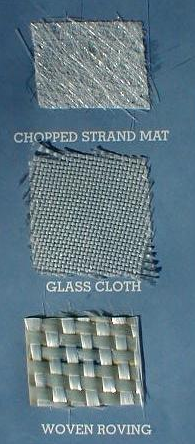 CHOPPED STRAND MAT
GLASS CLOTH
WOVEN ROVING